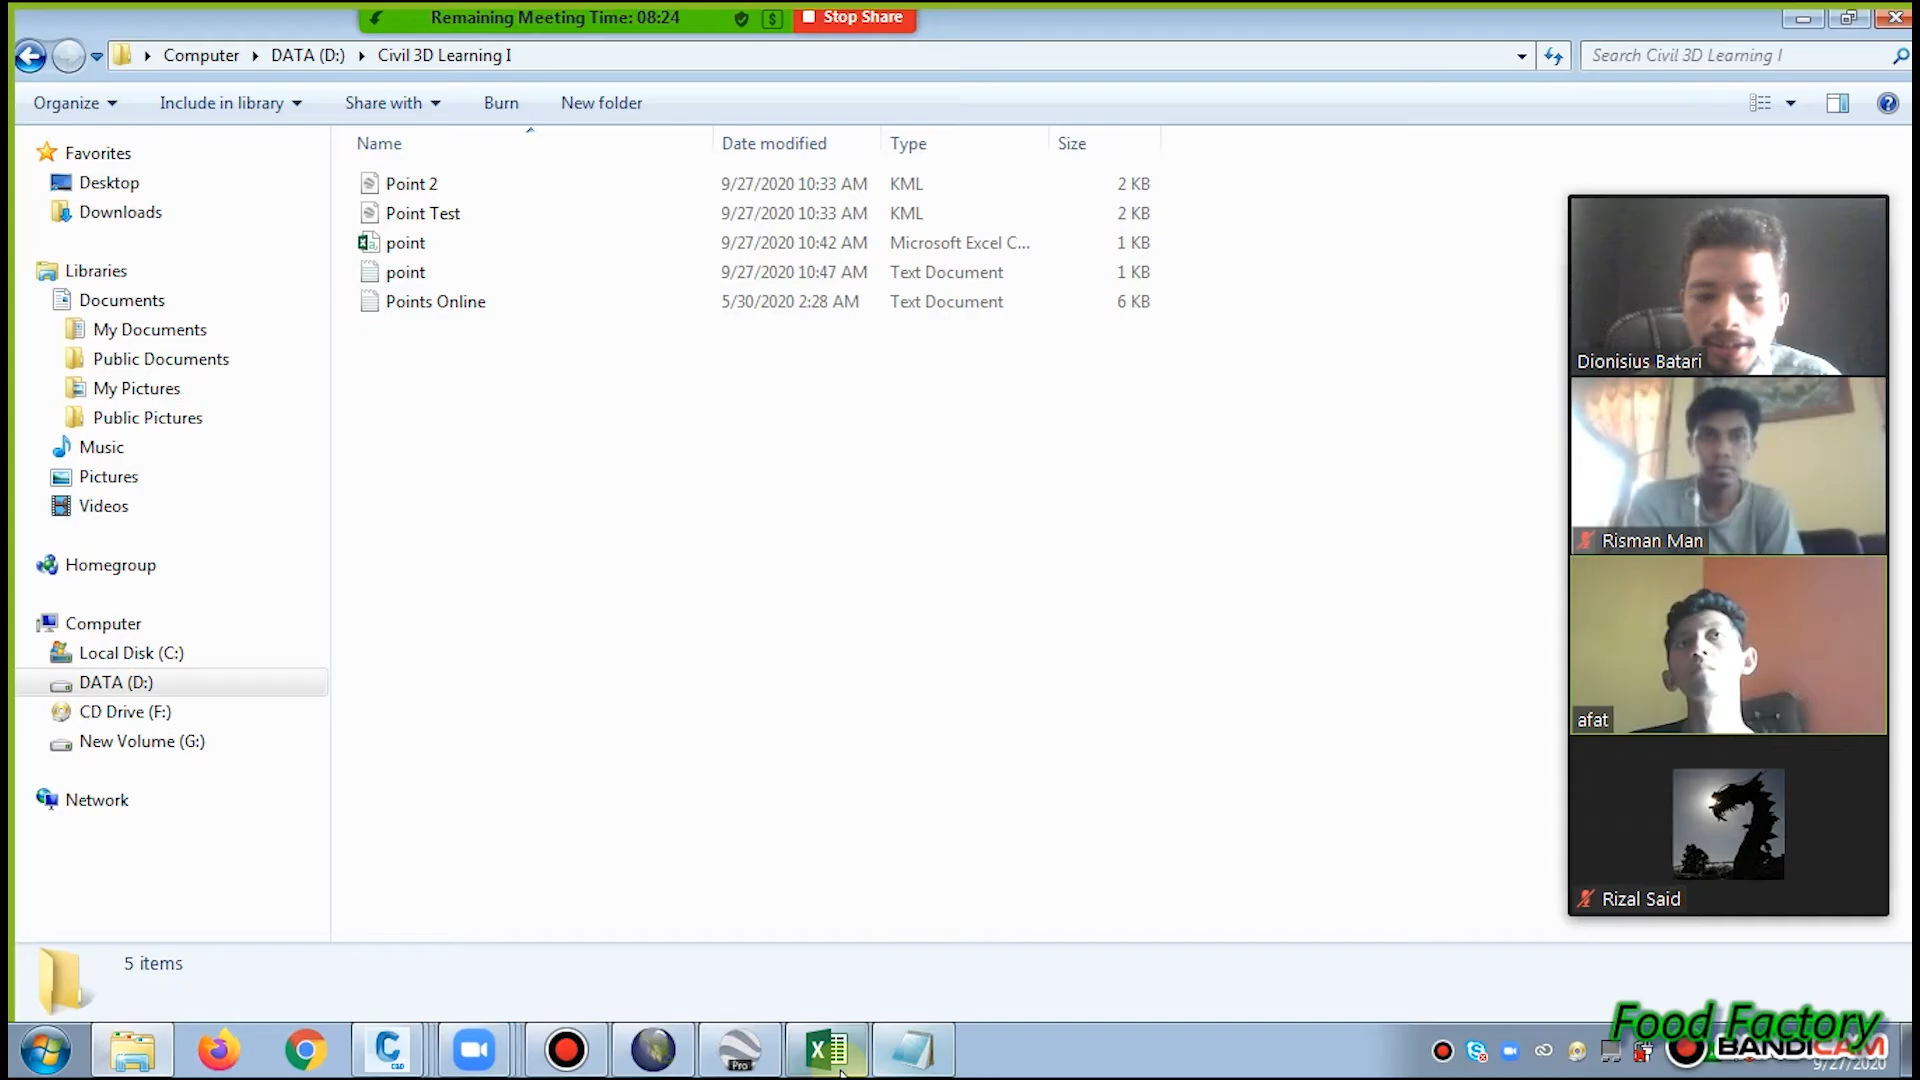 Remaining Meeting Time: 08:24
Stop Share
Computer
DATA (D:)
Civil 3D Learning I
Search Civil 3D Learning I
Organize
Include in library
Share with
Burn
New folder
Name
Date modified
Type
Size
Point 2 9/27/2020 10:33 AM KML 2 KB
Point Test 9/27/2020 10:33 AM KML 2 KB
point 9/27/2020 10:42 AM Microsoft Excel C... 1 KB
point 9/27/2020 10:47 AM Text Document 1 KB
Points Online 5/30/2020 2:28 AM Text Document 6 KB
Favorites
Desktop
Downloads
Libraries
Documents
My Documents
Public Documents
My Pictures
Public Pictures
Music
Pictures
Videos
Homegroup
Computer
Local Disk (C:)
DATA (D:)
CD Drive (F:)
New Volume (G:)
Network
Dionisius Batari
Risman Man
afat
Rizal Said
5 items
C3D
Pro
Food Factory
BANDICAM
9/27/2020